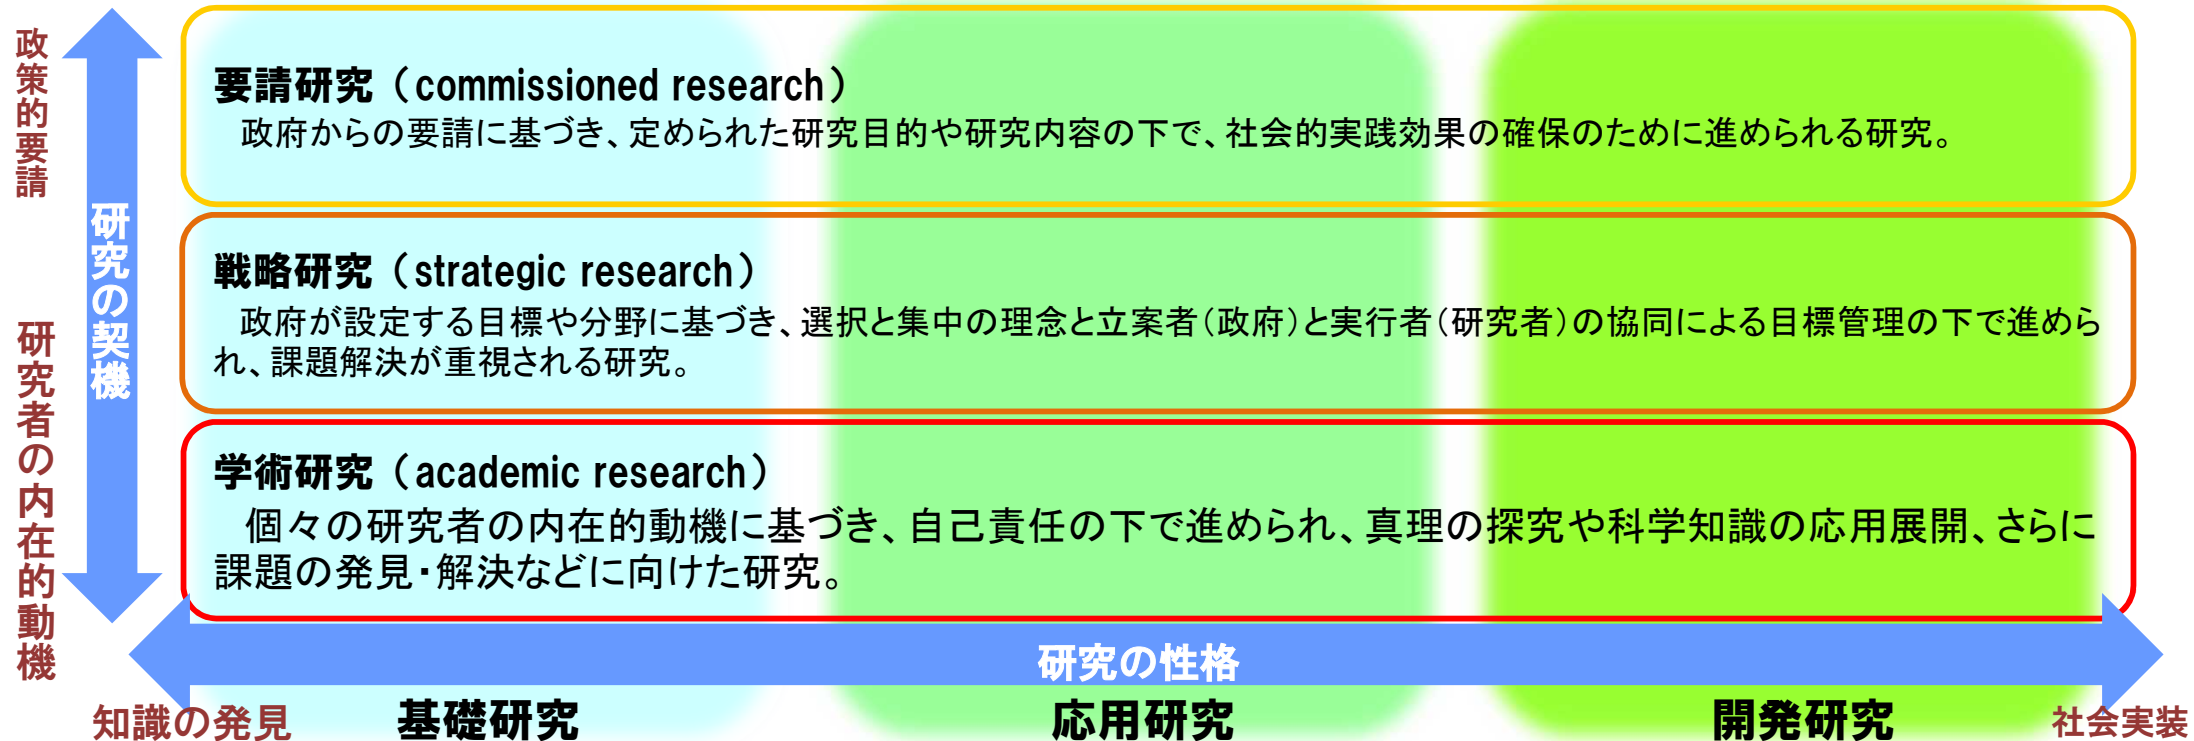 政策的要請
研究の契機
研究者の内在的動機
要請研究（commissioned research）
政府からの要請に基づき、定められた研究目的や研究内容の下で、社会的実践効果の確保のために進められる研究。
戦略研究（strategic research）
政府が設定する目標や分野に基づき、選択と集中の理念と立案者（政府）と実行者（研究者）の協同による目標管理の下で進めら
れ、課題解決が重視される研究。
学術研究（academic research）
個々の研究者の内在的動機に基づき、自己責任の下で進められ、真理の探究や科学知識の応用展開、さらに
課題の発見・解決などに向けた研究。
研究の性格
知識の発見
基礎研究
応用研究
開発研究
社会実装